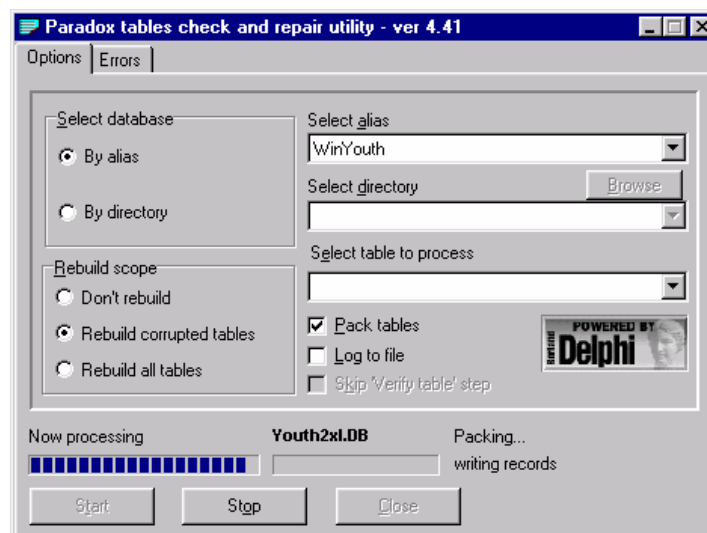 Paradox tables check and repair utility - ver 4.41
Options Errors
Select database
By alias
By directory
Select alias
WinYouth
Select directory
Browse
Rebuild scope
Don't rebuild
Rebuild corrupted tables
Rebuild all tables
Select table to process
Pack tables
Log to file
Skip 'Verify table' step
POWERED BY
Borland
Delphi
Now processing Youth2xl.DB Packing...
writing records
Start Stop Close